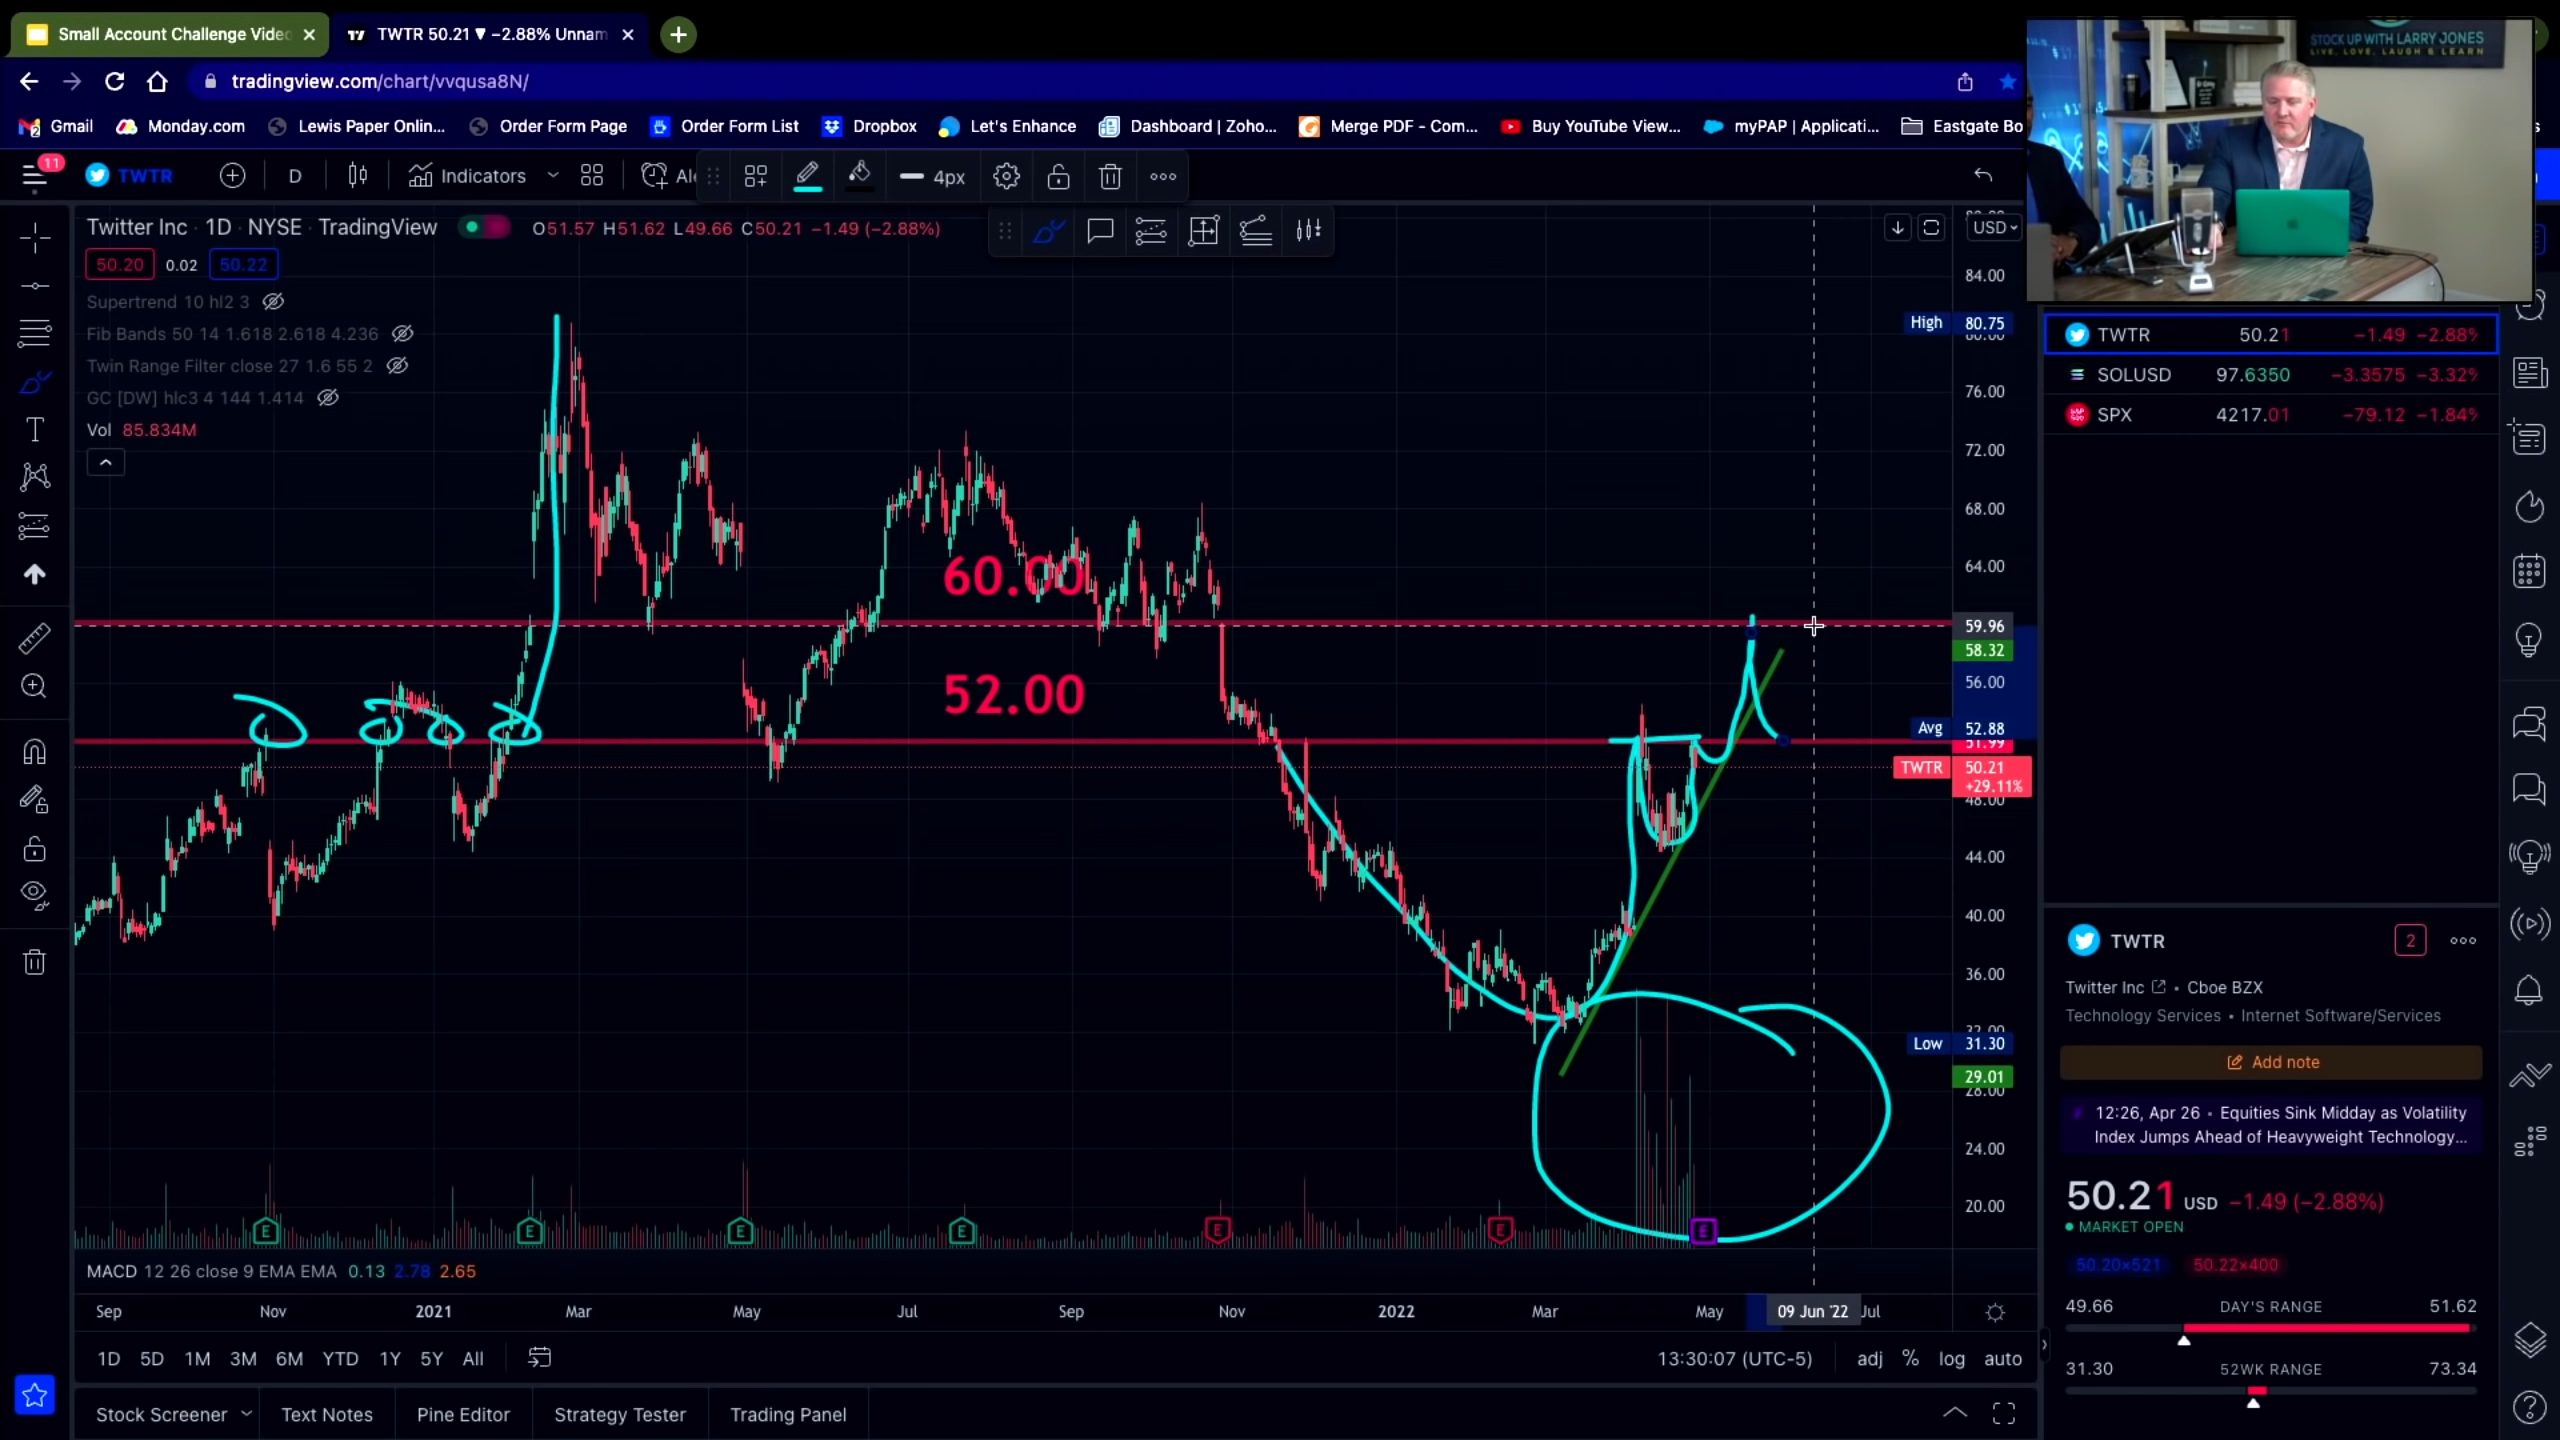 Small Account Challenge Vide
TWTR 50.21 ▼ −2.88% Unnam
tradingview.com/chart/vvqusa8N/
Gmail
Monday.com
Lewis Paper Onlin...
Order Form Page
Order Form List
Dropbox
Let's Enhance
Dashboard | Zoho...
Merge PDF - Com...
Buy YouTube View...
myPAP | Applicati...
Eastgate Bo
STOCK UP WITH LARRY JONES
LIVE, LOVE, LAUGH & LEARN
11
TWTR
D
Indicators
Al
4px
Twitter Inc · 1D · NYSE · TradingView
O51.57 H51.62 L49.66 C50.21 −1.49 (−2.88%)
USD
50.20 0.02 50.22
Supertrend 10 hl2 3
Fib Bands 50 14 1.618 2.618 4.236
Twin Range Filter close 27 1.6 55 2
GC [DW] hlc3 4 144 1.414
Vol 85.834M
60.00
52.00
84.00
High 80.75
80.00
76.00
72.00
68.00
64.00
59.96
58.32
56.00
Avg 52.88
51.99
TWTR 50.21
+29.11%
48.00
44.00
40.00
36.00
32.00
Low 31.30
29.01
28.00
24.00
20.00
E E E E E E E
MACD 12 26 close 9 EMA EMA 0.13 2.78 2.65
Sep Nov 2021 Mar May Jul Sep Nov 2022 Mar May 09 Jun '22 Jul
1D 5D 1M 3M 6M YTD 1Y 5Y All
13:30:07 (UTC-5) adj % log auto
Stock Screener Text Notes Pine Editor Strategy Tester Trading Panel
TWTR 50.21 −1.49 −2.88%
SOLUSD 97.6350 −3.3575 −3.32%
SPX 4217.01 −79.12 −1.84%
TWTR
2
Twitter Inc • Cboe BZX
Technology Services • Internet Software/Services
Add note
12:26, Apr 26 • Equities Sink Midday as Volatility
Index Jumps Ahead of Heavyweight Technology...
50.21 USD −1.49 (−2.88%)
MARKET OPEN
50.20×521 50.22×400
49.66 DAY'S RANGE 51.62
31.30 52WK RANGE 73.34